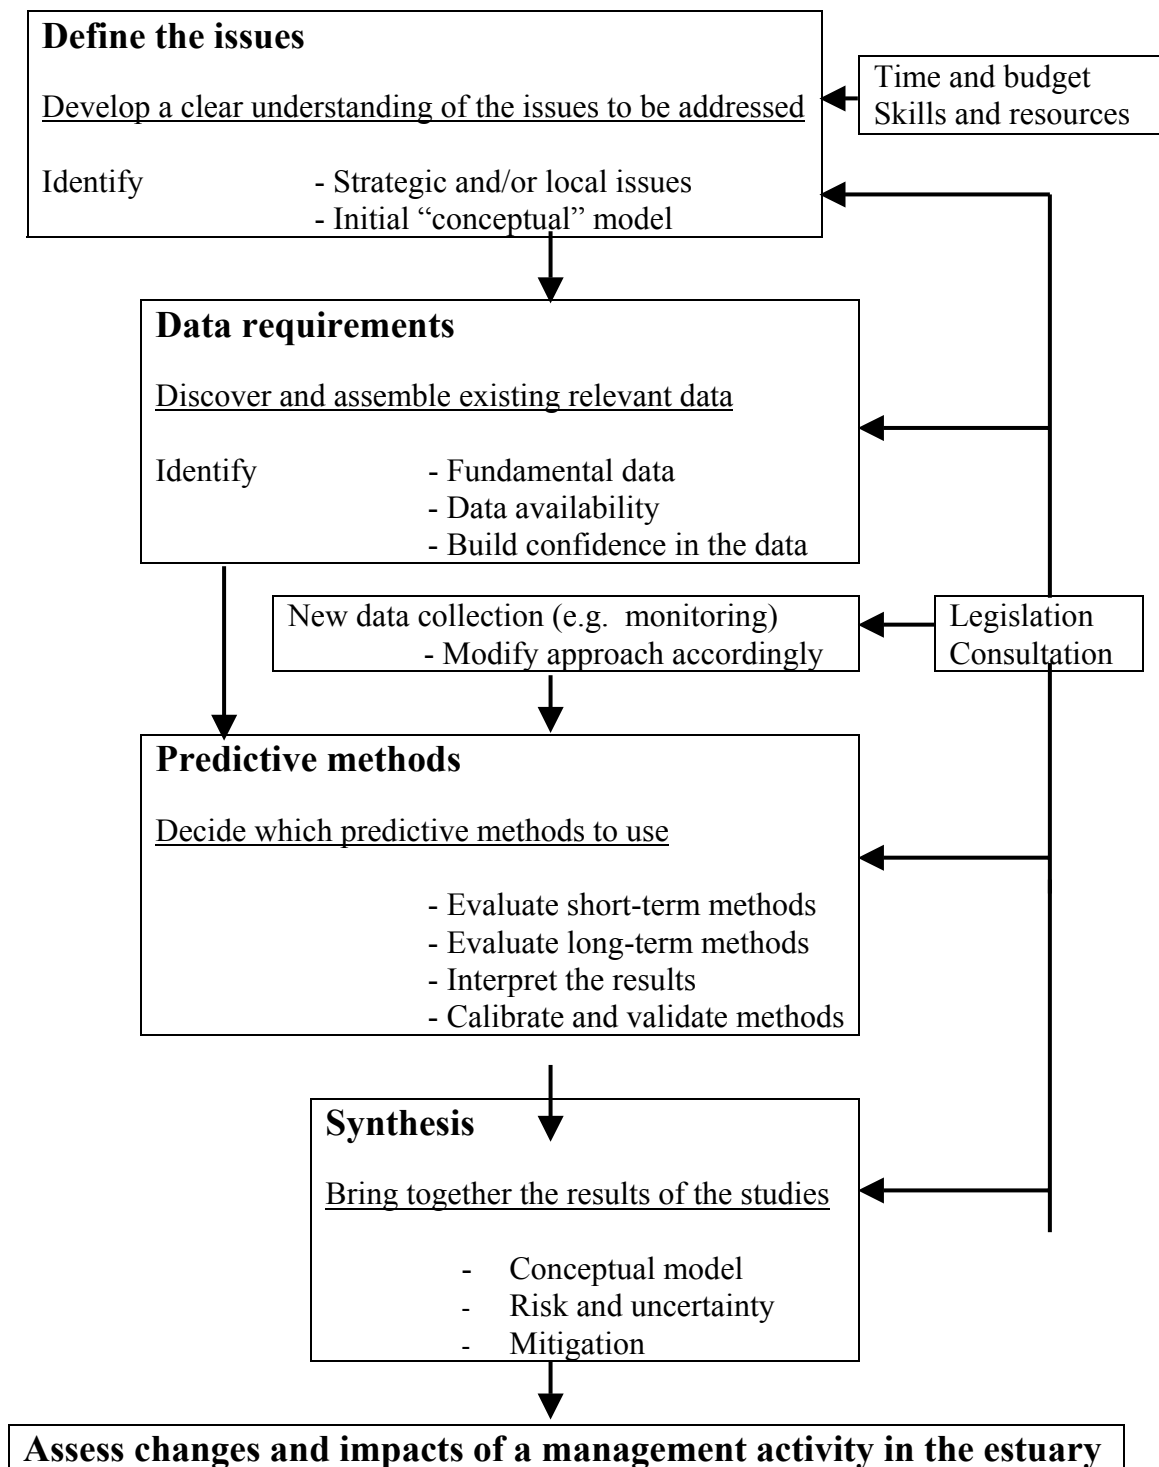 Define the issues
Develop a clear understanding of the issues to be addressed
Identify - Strategic and/or local issues
- Initial “conceptual” model
Time and budget
Skills and resources
Data requirements
Discover and assemble existing relevant data
Identify - Fundamental data
- Data availability
- Build confidence in the data
New data collection (e.g. monitoring)
- Modify approach accordingly
Legislation
Consultation
Predictive methods
Decide which predictive methods to use
- Evaluate short-term methods
- Evaluate long-term methods
- Interpret the results
- Calibrate and validate methods
Synthesis
Bring together the results of the studies
- Conceptual model
- Risk and uncertainty
- Mitigation
Assess changes and impacts of a management activity in the estuary